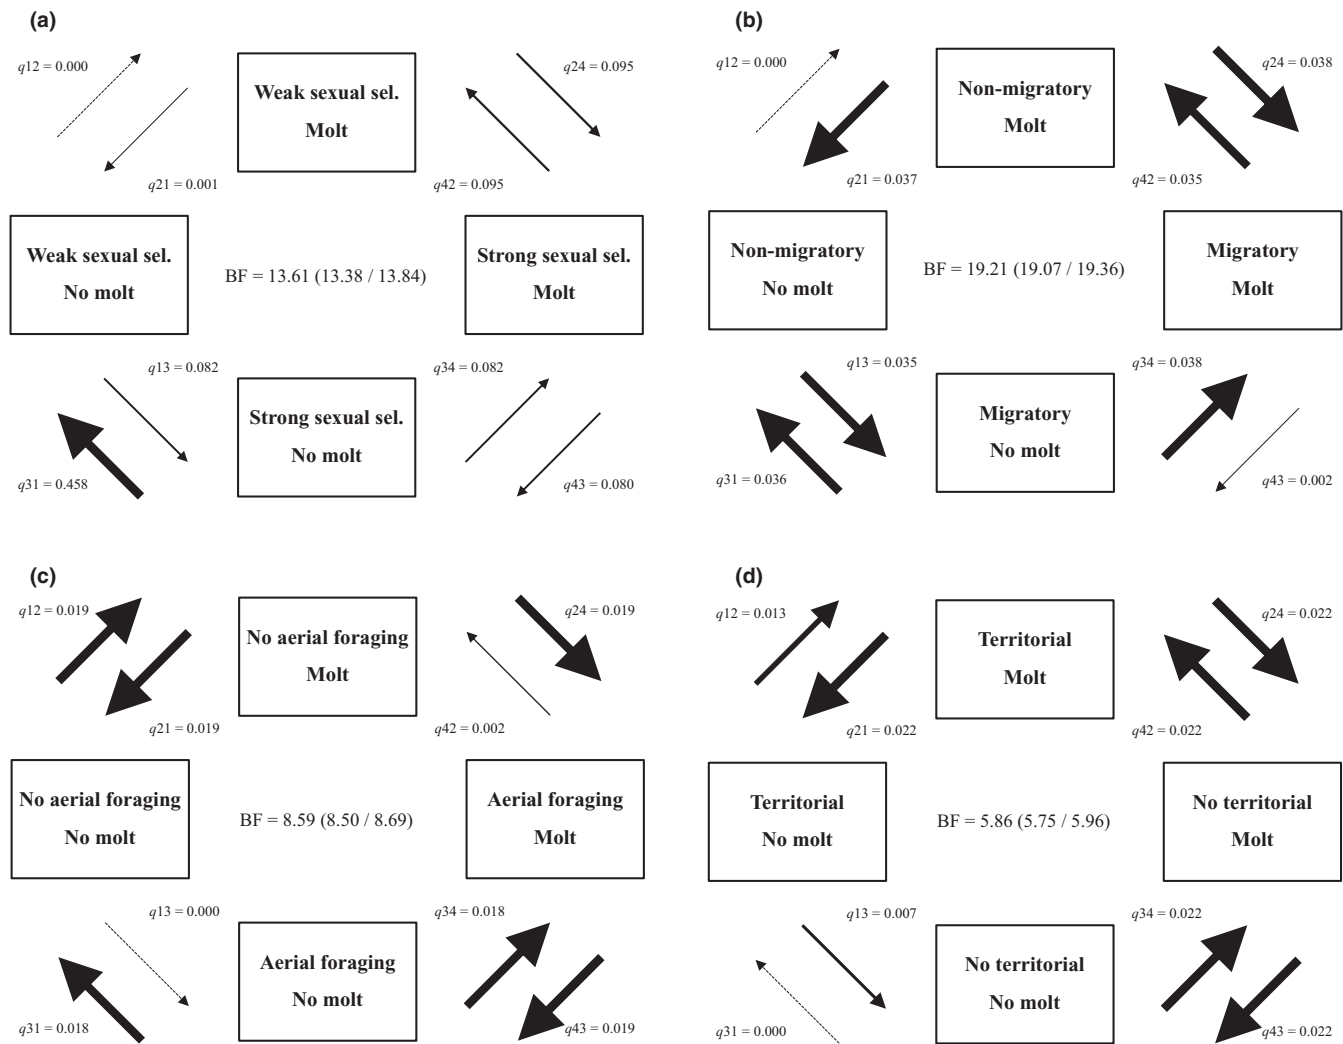 (a)
q12 = 0.000
q24 = 0.095
Weak sexual sel.
Molt
q21 = 0.001
q42 = 0.095
Weak sexual sel.
No molt
BF = 13.61 (13.38 / 13.84)
Strong sexual sel.
Molt
q13 = 0.082
q34 = 0.082
Strong sexual sel.
No molt
q31 = 0.458
q43 = 0.080
(b)
q12 = 0.000
q24 = 0.038
Non-migratory
Molt
q21 = 0.037
q42 = 0.035
Non-migratory
No molt
BF = 19.21 (19.07 / 19.36)
Migratory
Molt
q13 = 0.035
q34 = 0.038
Migratory
No molt
q31 = 0.036
q43 = 0.002
(c)
q12 = 0.019
q24 = 0.019
No aerial foraging
Molt
q21 = 0.019
q42 = 0.002
No aerial foraging
No molt
BF = 8.59 (8.50 / 8.69)
Aerial foraging
Molt
q13 = 0.000
q34 = 0.018
Aerial foraging
No molt
q31 = 0.018
q43 = 0.019
(d)
q12 = 0.013
q24 = 0.022
Territorial
Molt
q21 = 0.022
q42 = 0.022
Territorial
No molt
BF = 5.86 (5.75 / 5.96)
No territorial
Molt
q13 = 0.007
q34 = 0.022
No territorial
No molt
q31 = 0.000
q43 = 0.022